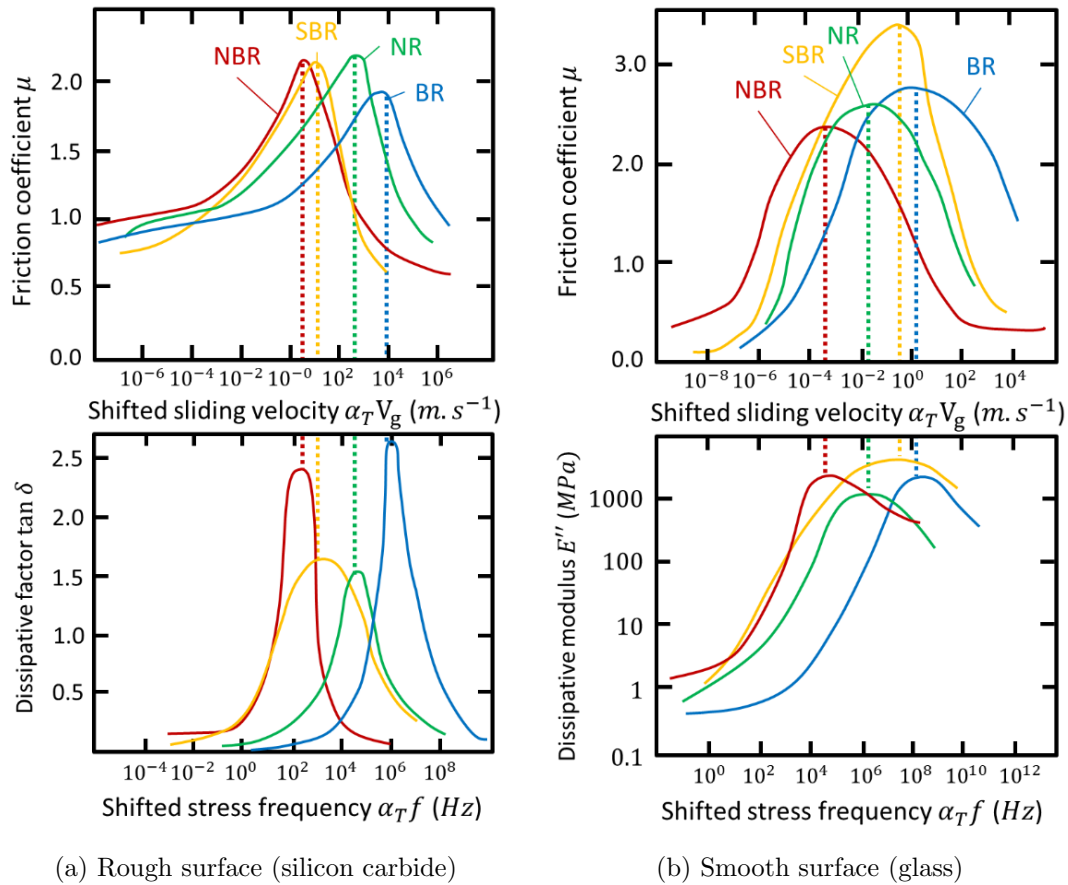 Friction coefficient μ
2.0
1.5
1.0
0.5
0.0
NBR
SBR
NR
BR
10⁻⁶ 10⁻⁴ 10⁻² 10⁻⁰ 10² 10⁴ 10⁶
Shifted sliding velocity α_T V_g (m.s⁻¹)
Friction coefficient μ
3.0
2.0
1.0
0.0
NBR
SBR
NR
BR
10⁻⁸ 10⁻⁶ 10⁻⁴ 10⁻² 10⁰ 10² 10⁴
Shifted sliding velocity α_T V_g (m.s⁻¹)
Dissipative factor tan δ
2.5
2.0
1.5
1.0
0.5
10⁻⁴ 10⁻² 10⁰ 10² 10⁴ 10⁶ 10⁸
Shifted stress frequency α_T f (Hz)
Dissipative modulus E′′ (MPa)
1000
100
10
1
0.1
10⁰ 10² 10⁴ 10⁶ 10⁸ 10¹⁰ 10¹²
Shifted stress frequency α_T f (Hz)
(a) Rough surface (silicon carbide)
(b) Smooth surface (glass)